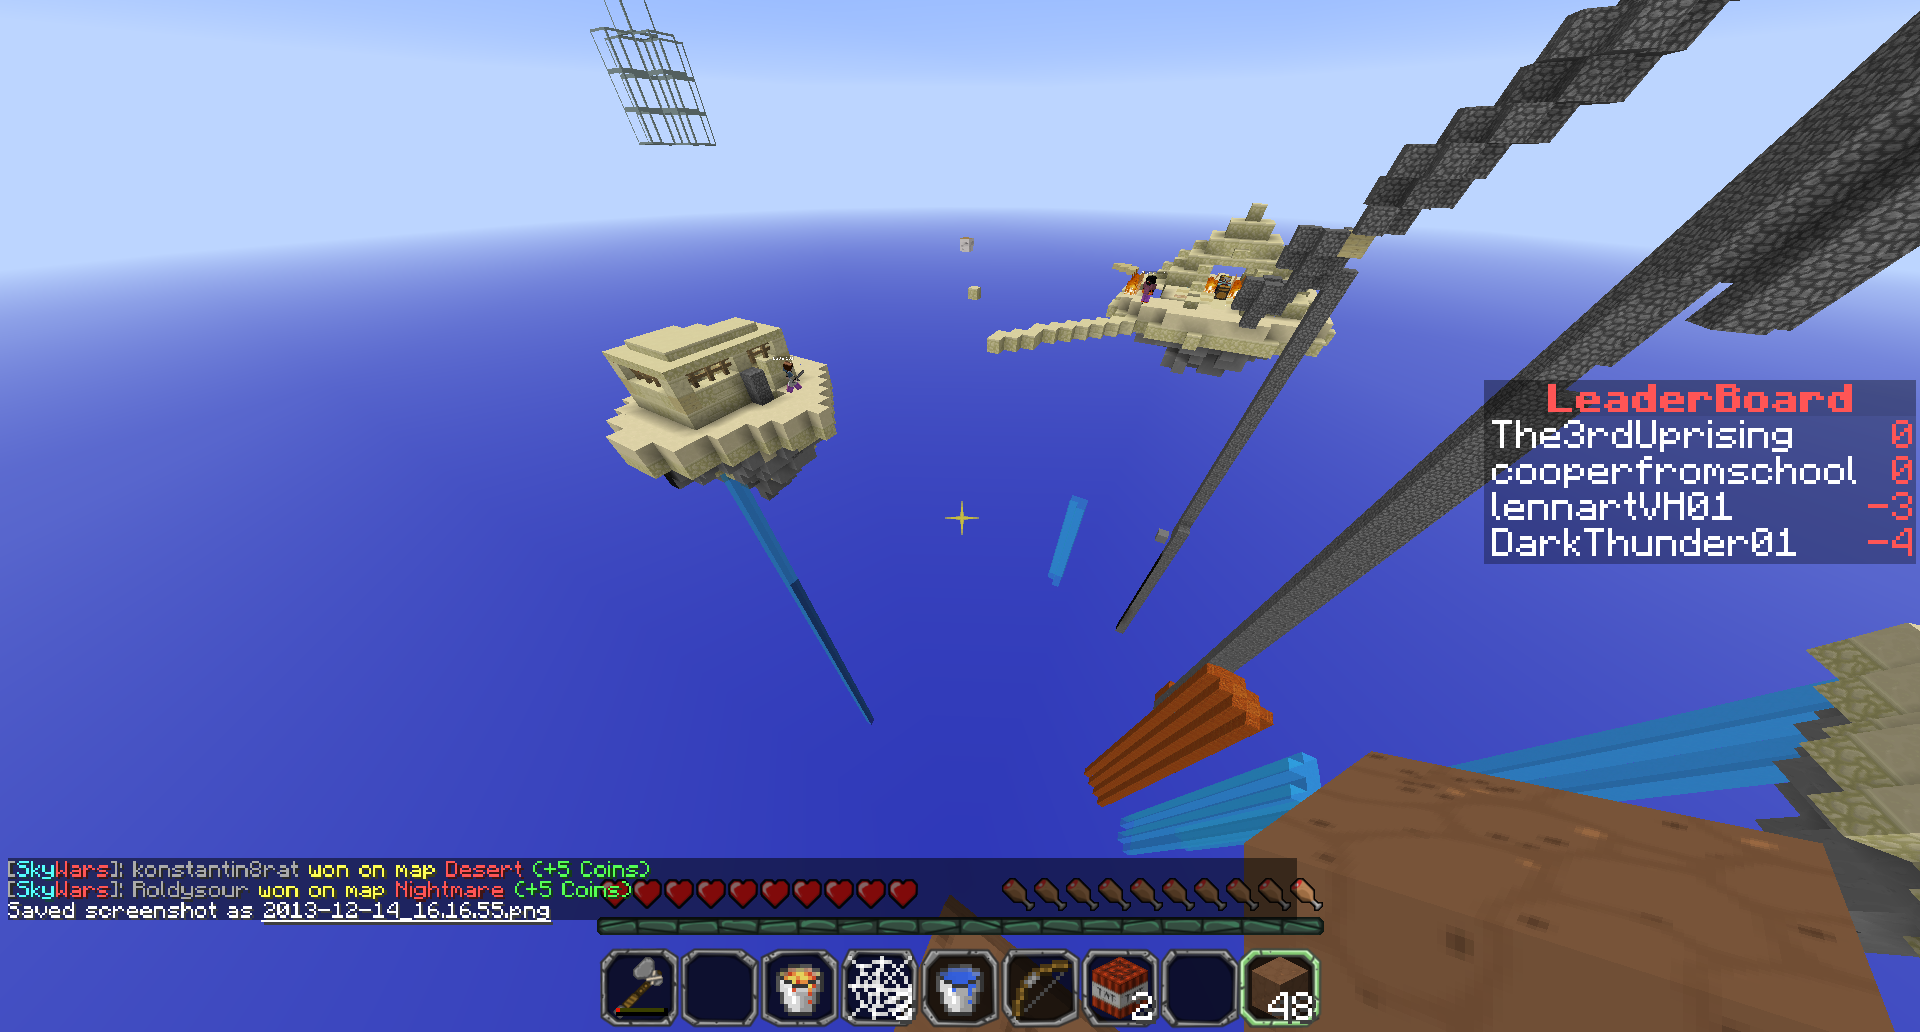 LeaderBoard
The3rdUprising 0
cooperfromschool 0
lennartVH01 -3
DarkThunder01 -4
[SkyWars]: konstantin8rat won on map Desert (+5 Coins)
[SkyWars]: Roldysour won on map Nightmare (+5 Coins)
Saved screenshot as 2013-12-14_16.16.55.png
TNT 2 48